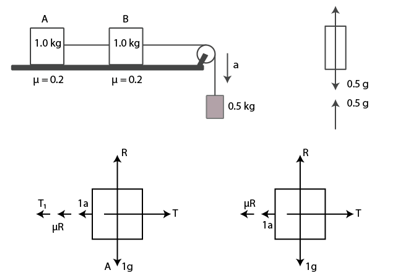 A B
1.0 kg 1.0 kg
μ = 0.2 μ = 0.2
a
0.5 kg
0.5 g
0.5 g
R
T₁ 1a T
μR
A 1g
R
μR T
1a
1g